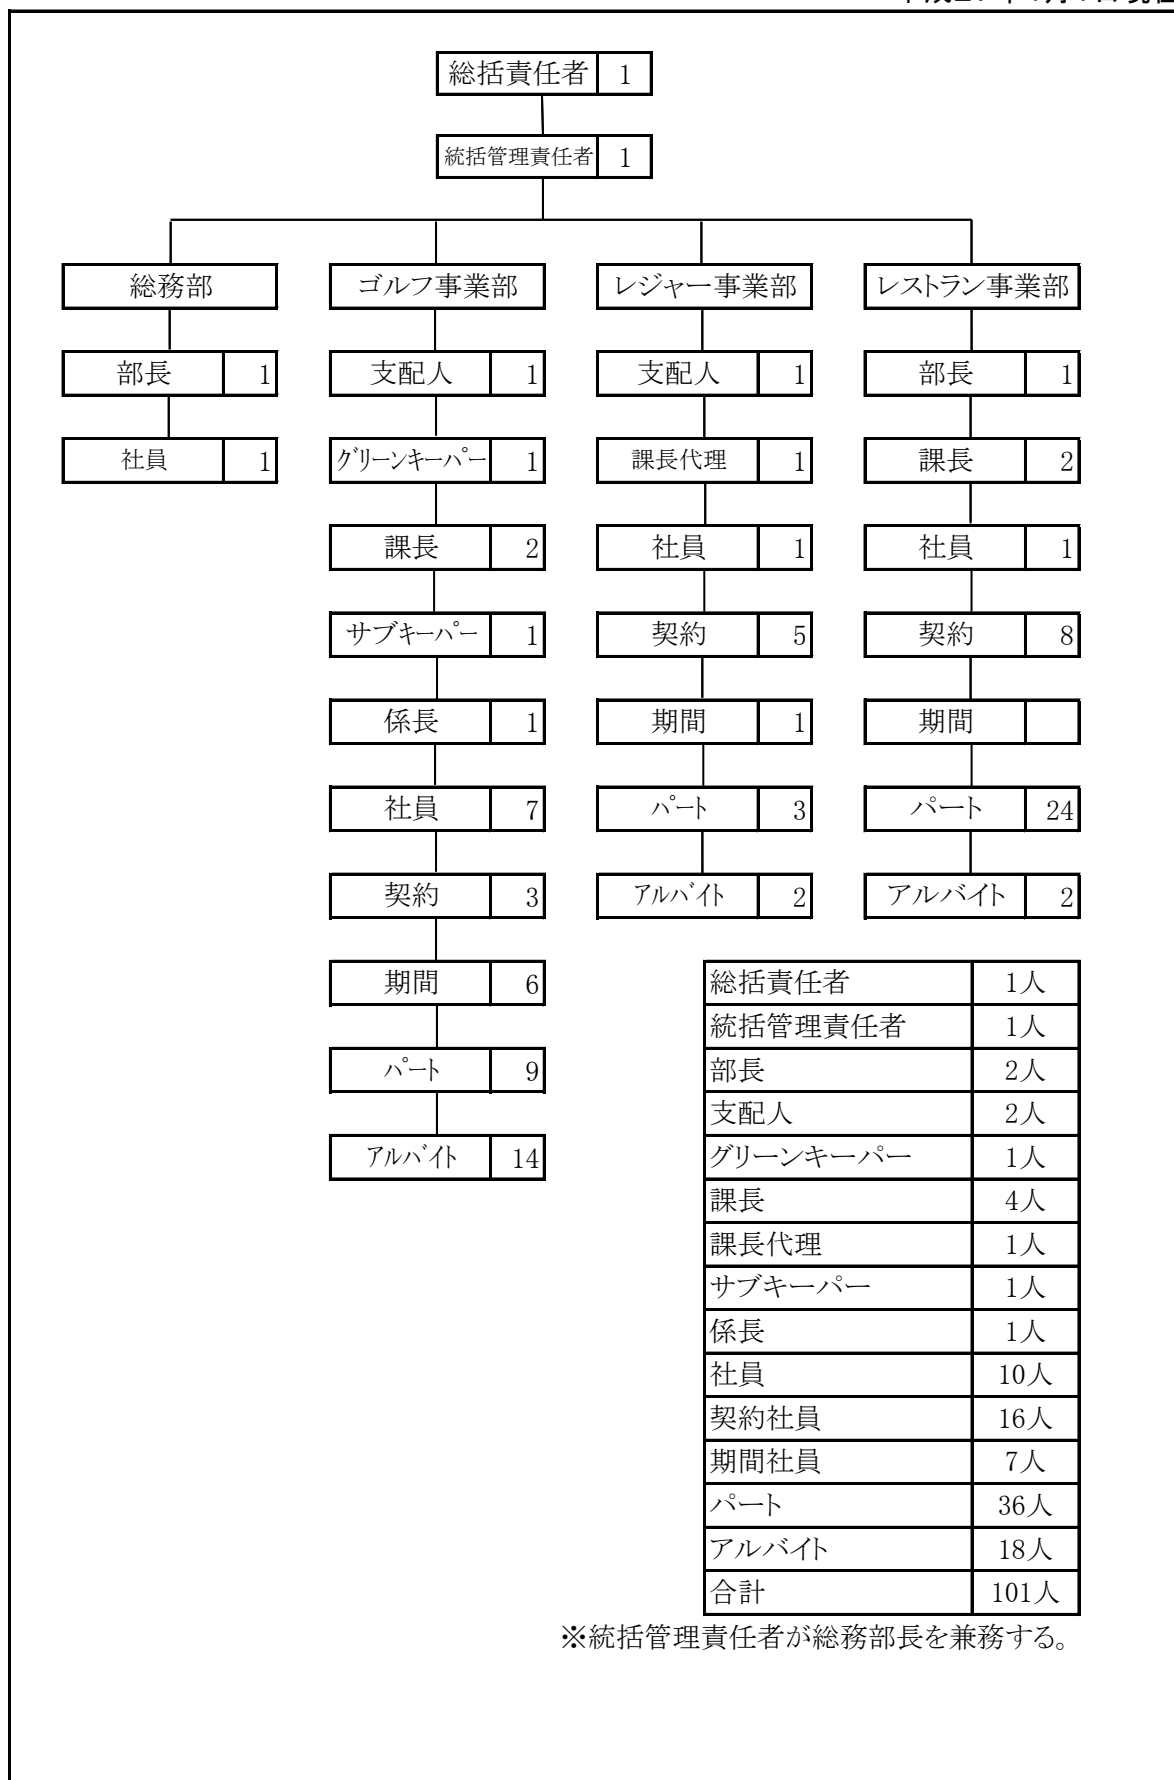 総括責任者 1
統括管理責任者 1
総務部 ゴルフ事業部 レジャー事業部 レストラン事業部
部長 1 支配人 1 支配人 1 部長 1
社員 1 グリーンキーパー 1 課長代理 1 課長 2
課長 2 社員 1 社員 1
サブキーパー 1 契約 5 契約 8
係長 1 期間 1 期間
社員 7 パート 3 パート 24
契約 3 アルバイト 2 アルバイト 2
期間 6
パート 9
アルバイト 14
総括責任者 1人
統括管理責任者 1人
部長 2人
支配人 2人
グリーンキーパー 1人
課長 4人
課長代理 1人
サブキーパー 1人
係長 1人
社員 10人
契約社員 16人
期間社員 7人
パート 36人
アルバイト 18人
合計 101人
※統括管理責任者が総務部長を兼務する。